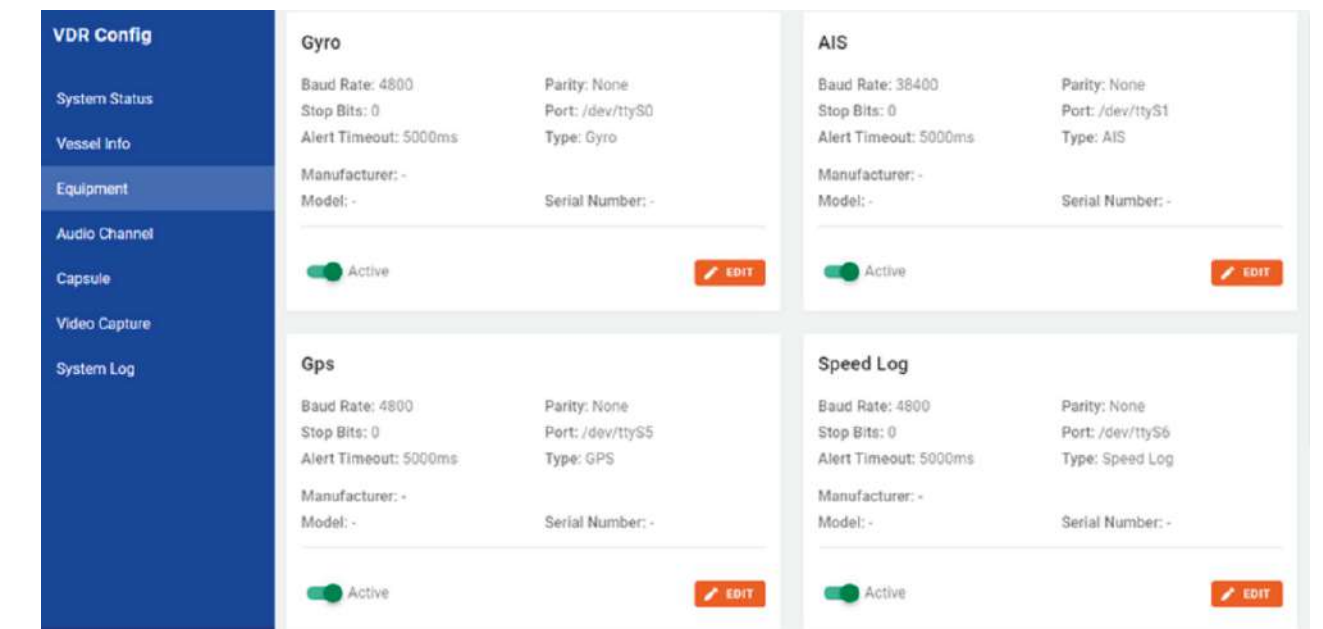 VDR Config
System Status
Vessel Info
Equipment
Audio Channel
Capsule
Video Capture
System Log
Gyro
Baud Rate: 4800 Parity: None
Stop Bits: 0 Port: /dev/ttyS0
Alert Timeout: 5000ms Type: Gyro
Manufacturer: -
Model: - Serial Number: -
Active EDIT
AIS
Baud Rate: 38400 Parity: None
Stop Bits: 0 Port: /dev/ttyS1
Alert Timeout: 5000ms Type: AIS
Manufacturer: -
Model: - Serial Number: -
Active EDIT
Gps
Baud Rate: 4800 Parity: None
Stop Bits: 0 Port: /dev/ttyS5
Alert Timeout: 5000ms Type: GPS
Manufacturer: -
Model: - Serial Number: -
Active EDIT
Speed Log
Baud Rate: 4800 Parity: None
Stop Bits: 0 Port: /dev/ttyS6
Alert Timeout: 5000ms Type: Speed Log
Manufacturer: -
Model: - Serial Number: -
Active EDIT